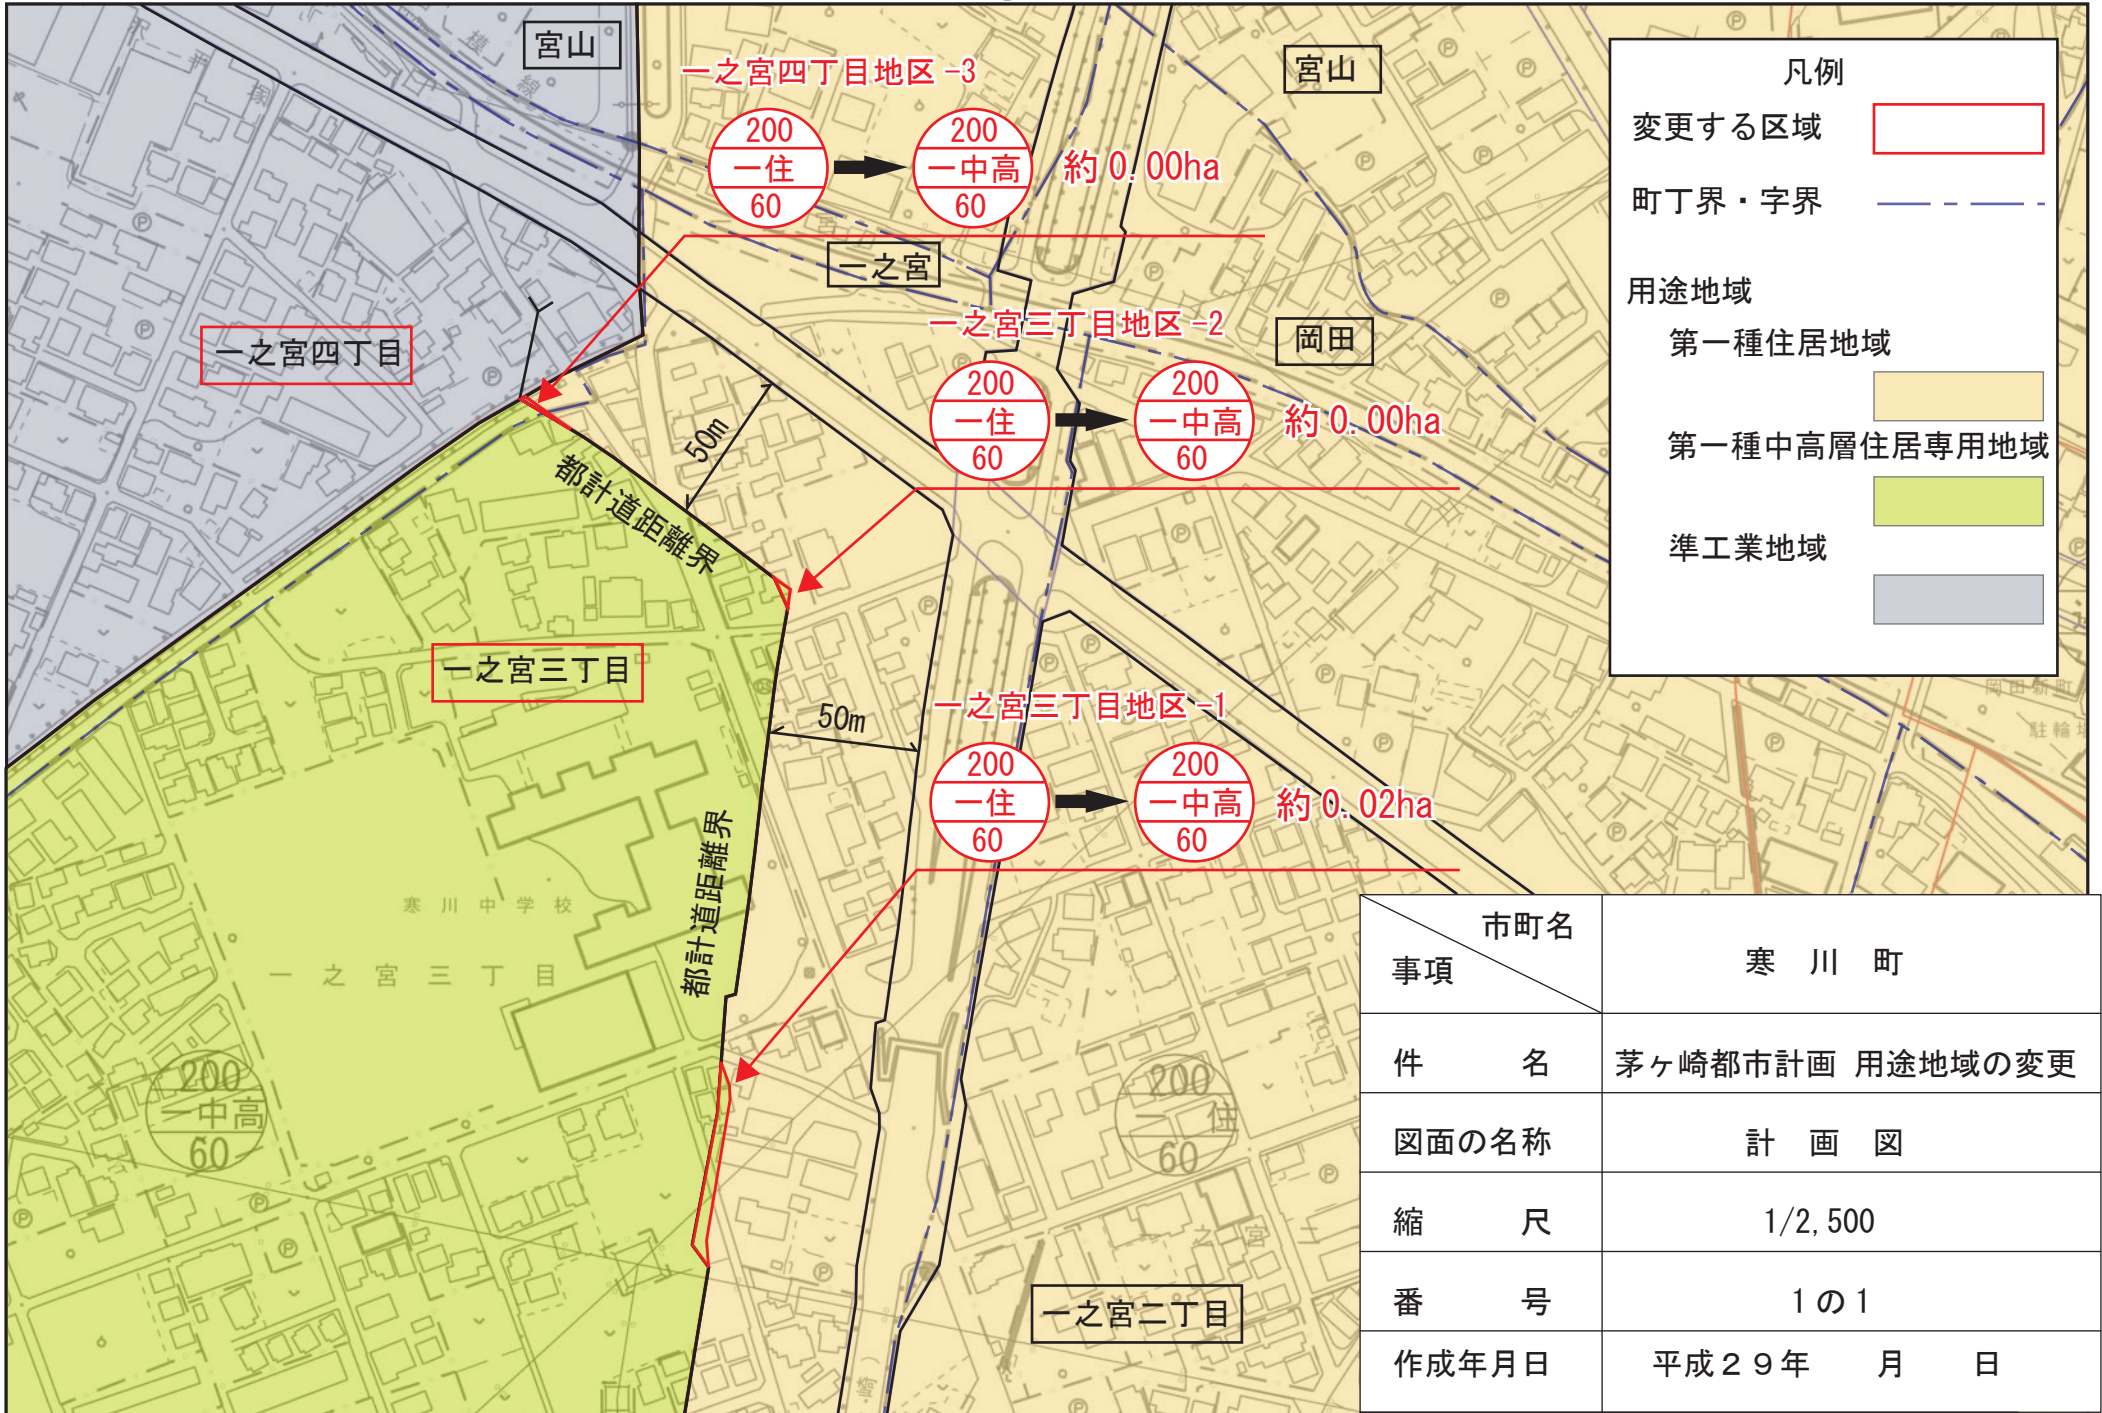 宮山
一之宮四丁目地区-3
200
一住
60
200
一中高
60
約0.00ha
宮山
一之宮
一之宮四丁目
一之宮三丁目地区-2
岡田
200
一住
60
200
一中高
60
約0.00ha
50m
都計道距離界
一之宮三丁目
50m
一之宮三丁目地区-1
200
一住
60
200
一中高
60
約0.02ha
都計道距離界
寒川中学校
一之宮三丁目
200
一中高
60
200
一住
60
之宮二
一之宮二丁目
岡田新町
駐輪場
凡例
変更する区域
町丁界・字界
用途地域
第一種住居地域
第一種中高層住居専用地域
準工業地域
市町名
事項
寒川町
件名 茅ヶ崎都市計画 用途地域の変更
図面の名称 計画図
縮尺 1/2,500
番号 1の1
作成年月日 平成29年 月 日